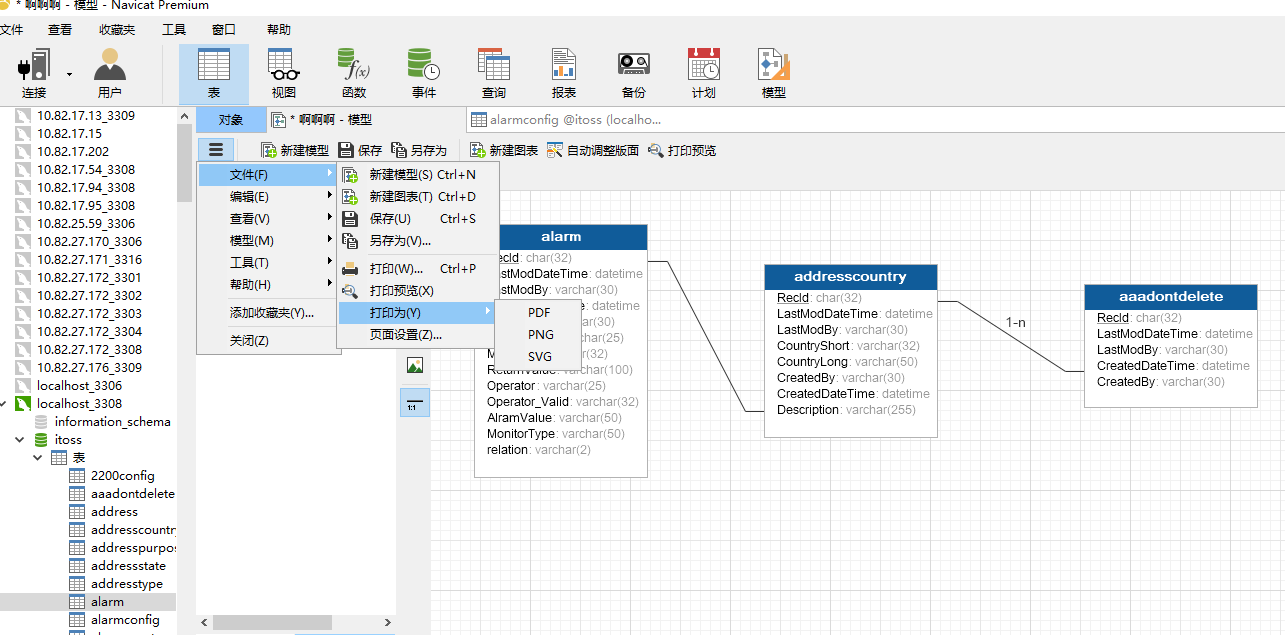 * 啊啊啊 - 模型 - Navicat Premium
文件 查看 收藏夹 工具 窗口 帮助
连接 用户 表 视图 函数 事件 查询 报表 备份 计划 模型
10.82.17.13_3309
10.82.17.15
10.82.17.202
10.82.17.54_3308
10.82.17.94_3308
10.82.17.95_3308
10.82.25.59_3306
10.82.27.170_3306
10.82.27.171_3316
10.82.27.172_3301
10.82.27.172_3302
10.82.27.172_3303
10.82.27.172_3304
10.82.27.172_3308
10.82.27.176_3309
localhost_3306
localhost_3308
information_schema
itoss
表
2200config
aaadontdelete
address
addresscountry
addresspurpos
addressstate
addresstype
alarm
alarmconfig
对象 * 啊啊啊 - 模型 alarmconfig @itoss (localho...
新建模型 保存 另存为 新建图表 自动调整版面 打印预览
文件(F)
编辑(E)
查看(V)
模型(M)
工具(T)
帮助(H)
添加收藏夹(Y)...
关闭(Z)
新建模型(S) Ctrl+N
新建图表(T) Ctrl+D
保存(U) Ctrl+S
另存为(V)...
打印(W)... Ctrl+P
打印预览(X)
打印为(Y)
页面设置(Z)...
PDF
PNG
SVG
1:1
alarm
ecId: char(32)
stModDateTime: datetime
stModBy: varchar(30)
e: datetime
ar(30)
char(25)
M
r(32)
ReturnValue: varchar(100)
Operator: varchar(25)
Operator_Valid: varchar(32)
AlramValue: varchar(50)
MonitorType: varchar(50)
relation: varchar(2)
addresscountry
RecId: char(32)
LastModDateTime: datetime
LastModBy: varchar(30)
CountryShort: varchar(32)
CountryLong: varchar(50)
CreatedBy: varchar(30)
CreatedDateTime: datetime
Description: varchar(255)
1-n
aaadontdelete
RecId: char(32)
LastModDateTime: datetime
LastModBy: varchar(30)
CreatedDateTime: datetime
CreatedBy: varchar(30)